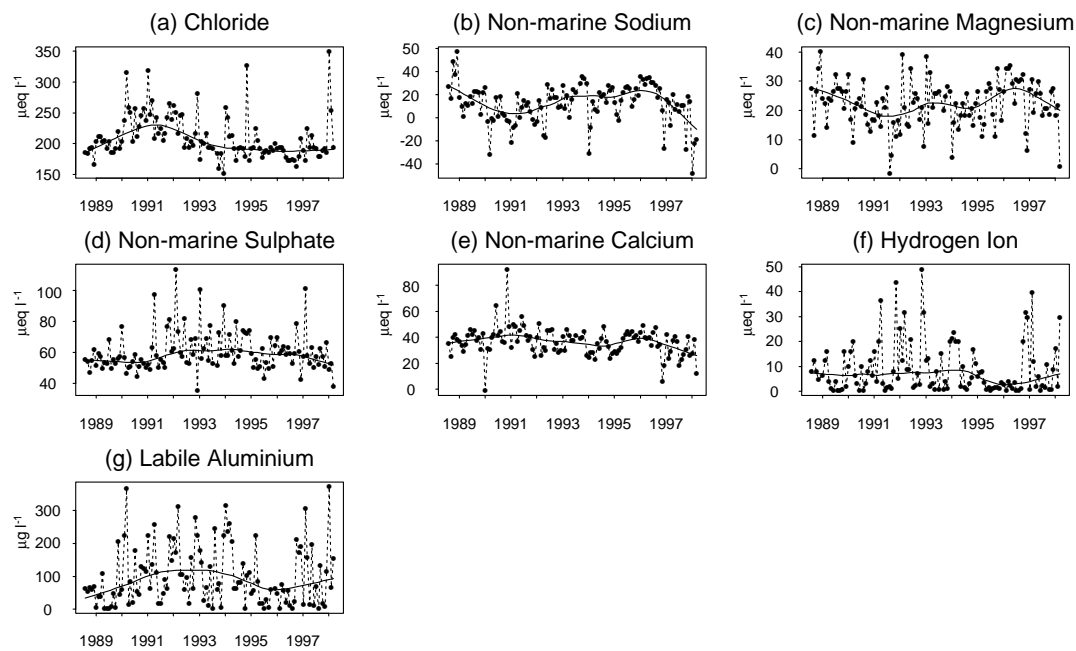 (a) Chloride
µeq l-1
350
300
250
200
150
1989 1991 1993 1995 1997
(b) Non-marine Sodium
µeq l-1
60
40
20
0
-20
-40
1989 1991 1993 1995 1997
(c) Non-marine Magnesium
µeq l-1
40
30
20
10
0
1989 1991 1993 1995 1997
(d) Non-marine Sulphate
µeq l-1
100
80
60
40
1989 1991 1993 1995 1997
(e) Non-marine Calcium
µeq l-1
80
60
40
20
0
1989 1991 1993 1995 1997
(f) Hydrogen Ion
µeq l-1
50
40
30
20
10
0
1989 1991 1993 1995 1997
(g) Labile Aluminium
µg l-1
300
200
100
0
1989 1991 1993 1995 1997